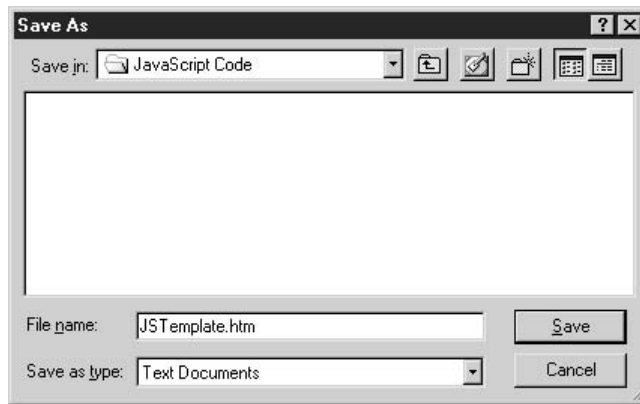 Save As
Save in: JavaScript Code
File name: JSTemplate.htm
Save
Save as type: Text Documents
Cancel